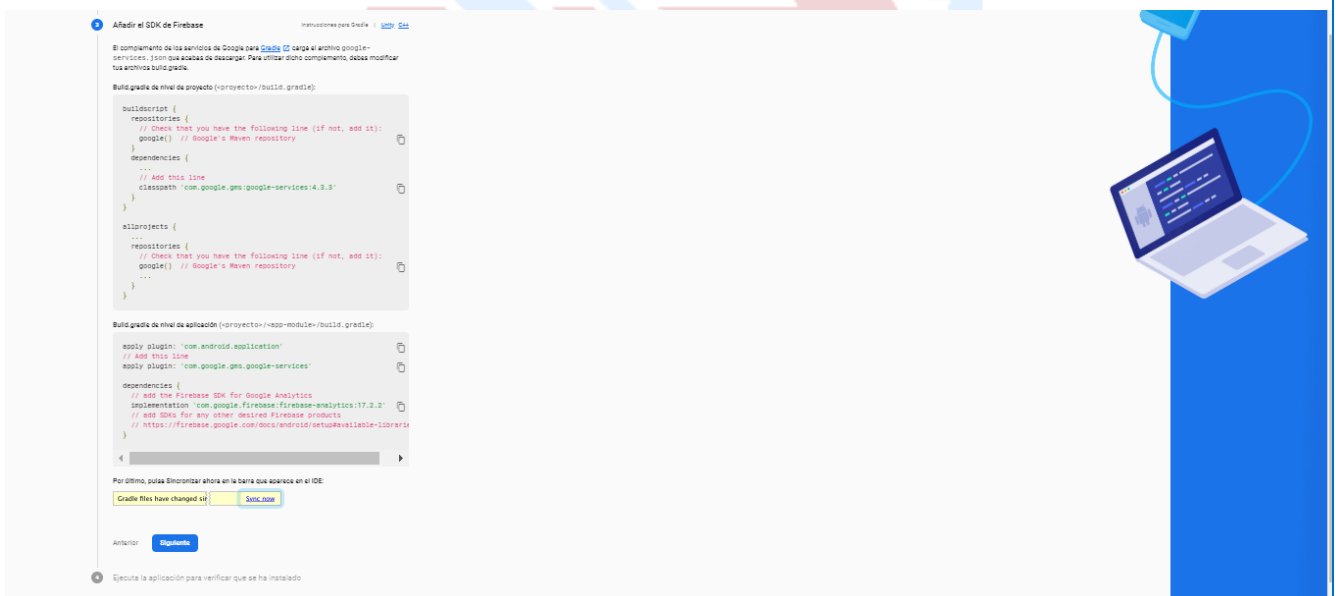 3 Añadir el SDK de Firebase Instrucciones para Gradle | Unity C++
El complemento de los servicios de Google para Gradle carga el archivo google-
services.json que acabas de descargar. Para utilizar dicho complemento, debes modificar
tus archivos build.gradle.
Build.gradle de nivel de proyecto (<proyecto>/build.gradle):
buildscript {
repositories {
// Check that you have the following line (if not, add it):
google() // Google's Maven repository
}
dependencies {
...
// Add this line
classpath 'com.google.gms:google-services:4.3.3'
}
}
allprojects {
...
repositories {
// Check that you have the following line (if not, add it):
google() // Google's Maven repository
...
}
}
Build.gradle de nivel de aplicación (<proyecto>/<app-module>/build.gradle):
apply plugin: 'com.android.application'
// Add this line
apply plugin: 'com.google.gms.google-services'
dependencies {
// add the Firebase SDK for Google Analytics
implementation 'com.google.firebase:firebase-analytics:17.2.2'
// add SDKs for any other desired Firebase products
// https://firebase.google.com/docs/android/setup#available-librarie
}
Por último, pulsa Sincronizar ahora en la barra que aparece en el IDE:
Gradle files have changed sin Sync now
Anterior Siguiente
4 Ejecuta la aplicación para verificar que se ha instalado